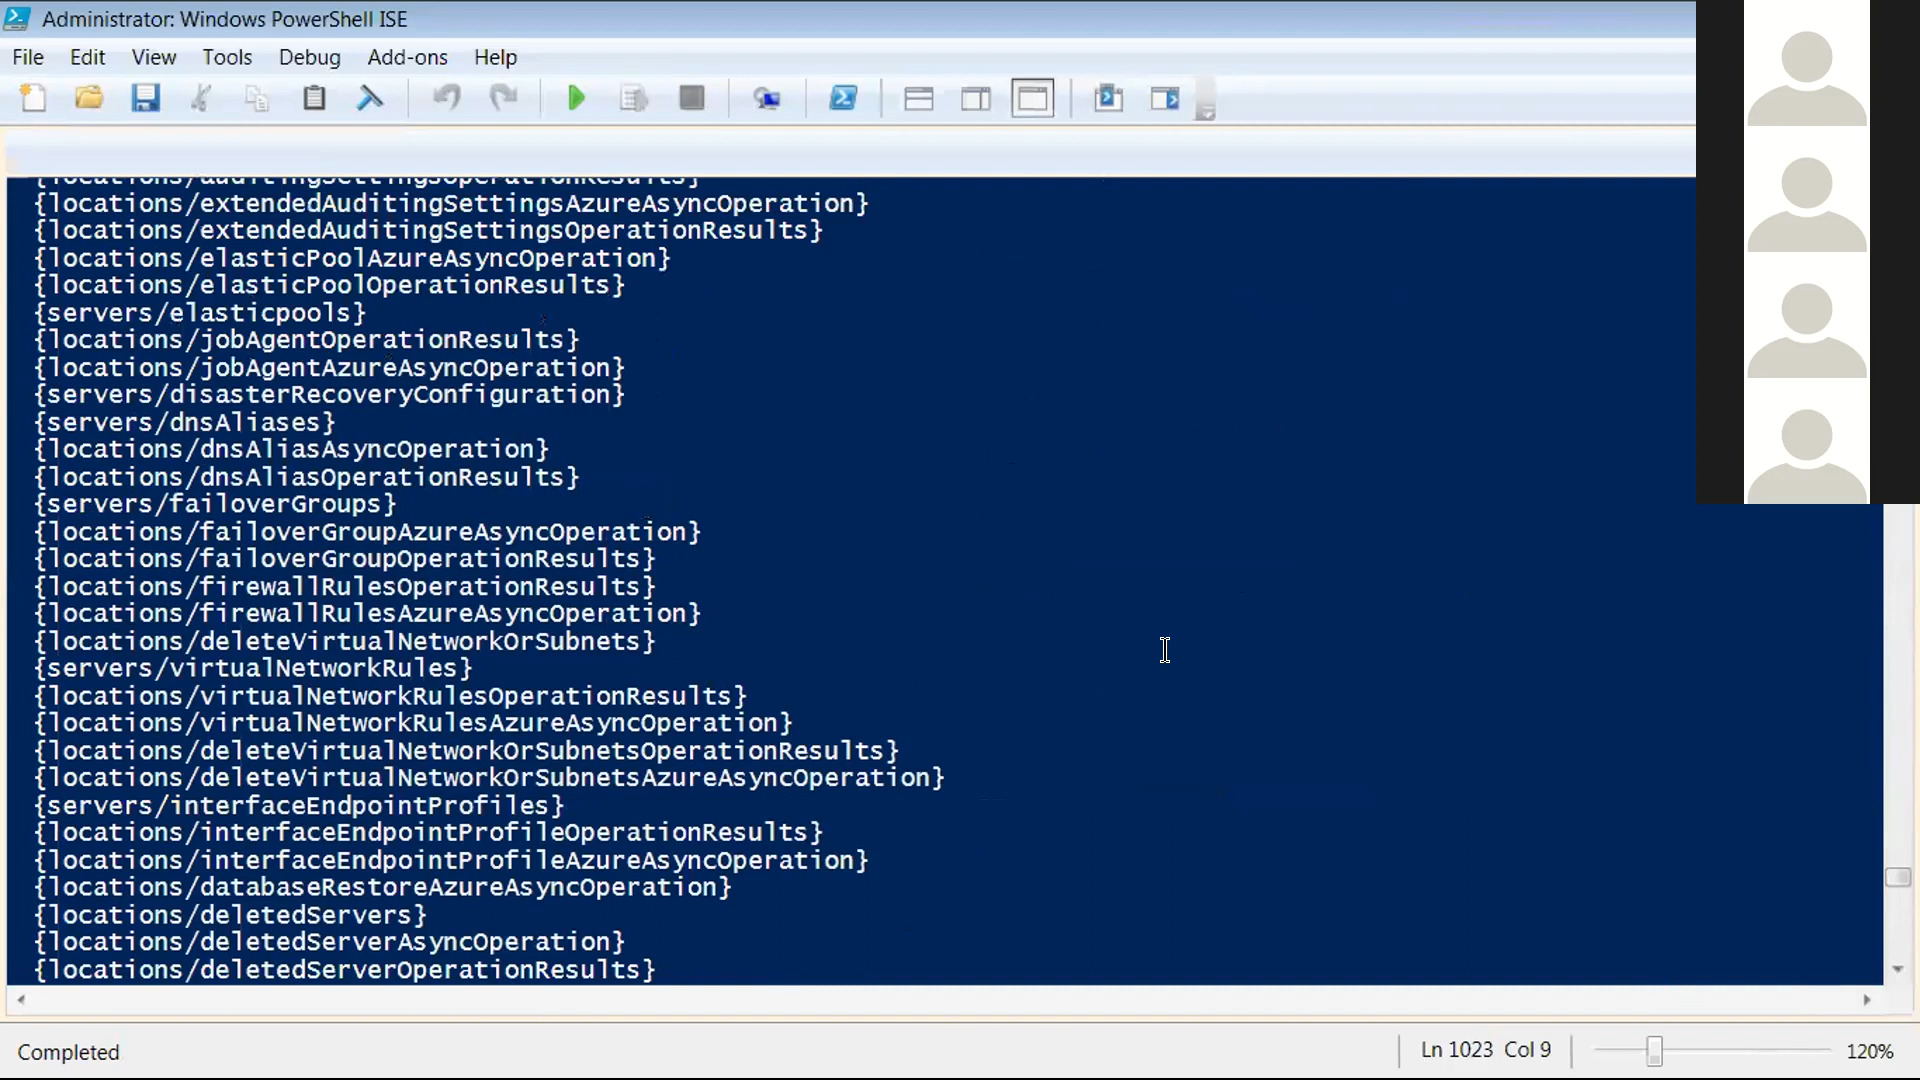 Administrator: Windows PowerShell ISE
File Edit View Tools Debug Add-ons Help
{locations/auditingSettingsOperationResults}
{locations/extendedAuditingSettingsAzureAsyncOperation}
{locations/extendedAuditingSettingsOperationResults}
{locations/elasticPoolAzureAsyncOperation}
{locations/elasticPoolOperationResults}
{servers/elasticpools}
{locations/jobAgentOperationResults}
{locations/jobAgentAzureAsyncOperation}
{servers/disasterRecoveryConfiguration}
{servers/dnsAliases}
{locations/dnsAliasAsyncOperation}
{locations/dnsAliasOperationResults}
{servers/failoverGroups}
{locations/failoverGroupAzureAsyncOperation}
{locations/failoverGroupOperationResults}
{locations/firewallRulesOperationResults}
{locations/firewallRulesAzureAsyncOperation}
{locations/deleteVirtualNetworkOrSubnets}
{servers/virtualNetworkRules}
{locations/virtualNetworkRulesOperationResults}
{locations/virtualNetworkRulesAzureAsyncOperation}
{locations/deleteVirtualNetworkOrSubnetsOperationResults}
{locations/deleteVirtualNetworkOrSubnetsAzureAsyncOperation}
{servers/interfaceEndpointProfiles}
{locations/interfaceEndpointProfileOperationResults}
{locations/interfaceEndpointProfileAzureAsyncOperation}
{locations/databaseRestoreAzureAsyncOperation}
{locations/deletedServers}
{locations/deletedServerAsyncOperation}
{locations/deletedServerOperationResults}
Completed Ln 1023 Col 9 120%